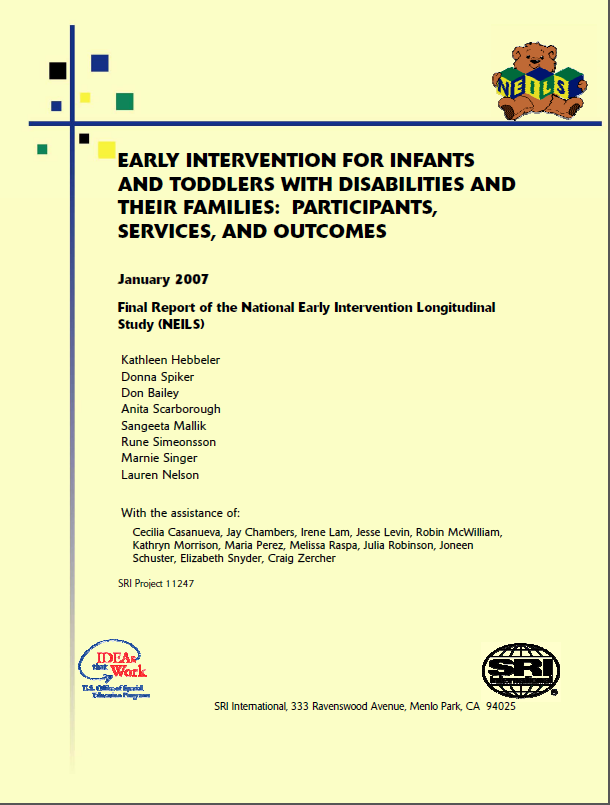 NEILS
EARLY INTERVENTION FOR INFANTS
AND TODDLERS WITH DISABILITIES AND
THEIR FAMILIES: PARTICIPANTS,
SERVICES, AND OUTCOMES
January 2007
Final Report of the National Early Intervention Longitudinal
Study (NEILS)
Kathleen Hebbeler
Donna Spiker
Don Bailey
Anita Scarborough
Sangeeta Mallik
Rune Simeonsson
Marnie Singer
Lauren Nelson
With the assistance of:
Cecilia Casanueva, Jay Chambers, Irene Lam, Jesse Levin, Robin McWilliam,
Kathryn Morrison, Maria Perez, Melissa Raspa, Julia Robinson, Joneen
Schuster, Elizabeth Snyder, Craig Zercher
SRI Project 11247
IDEAs
that Work
U.S. Office of Special
Education Programs
SRI
SRI International, 333 Ravenswood Avenue, Menlo Park, CA 94025